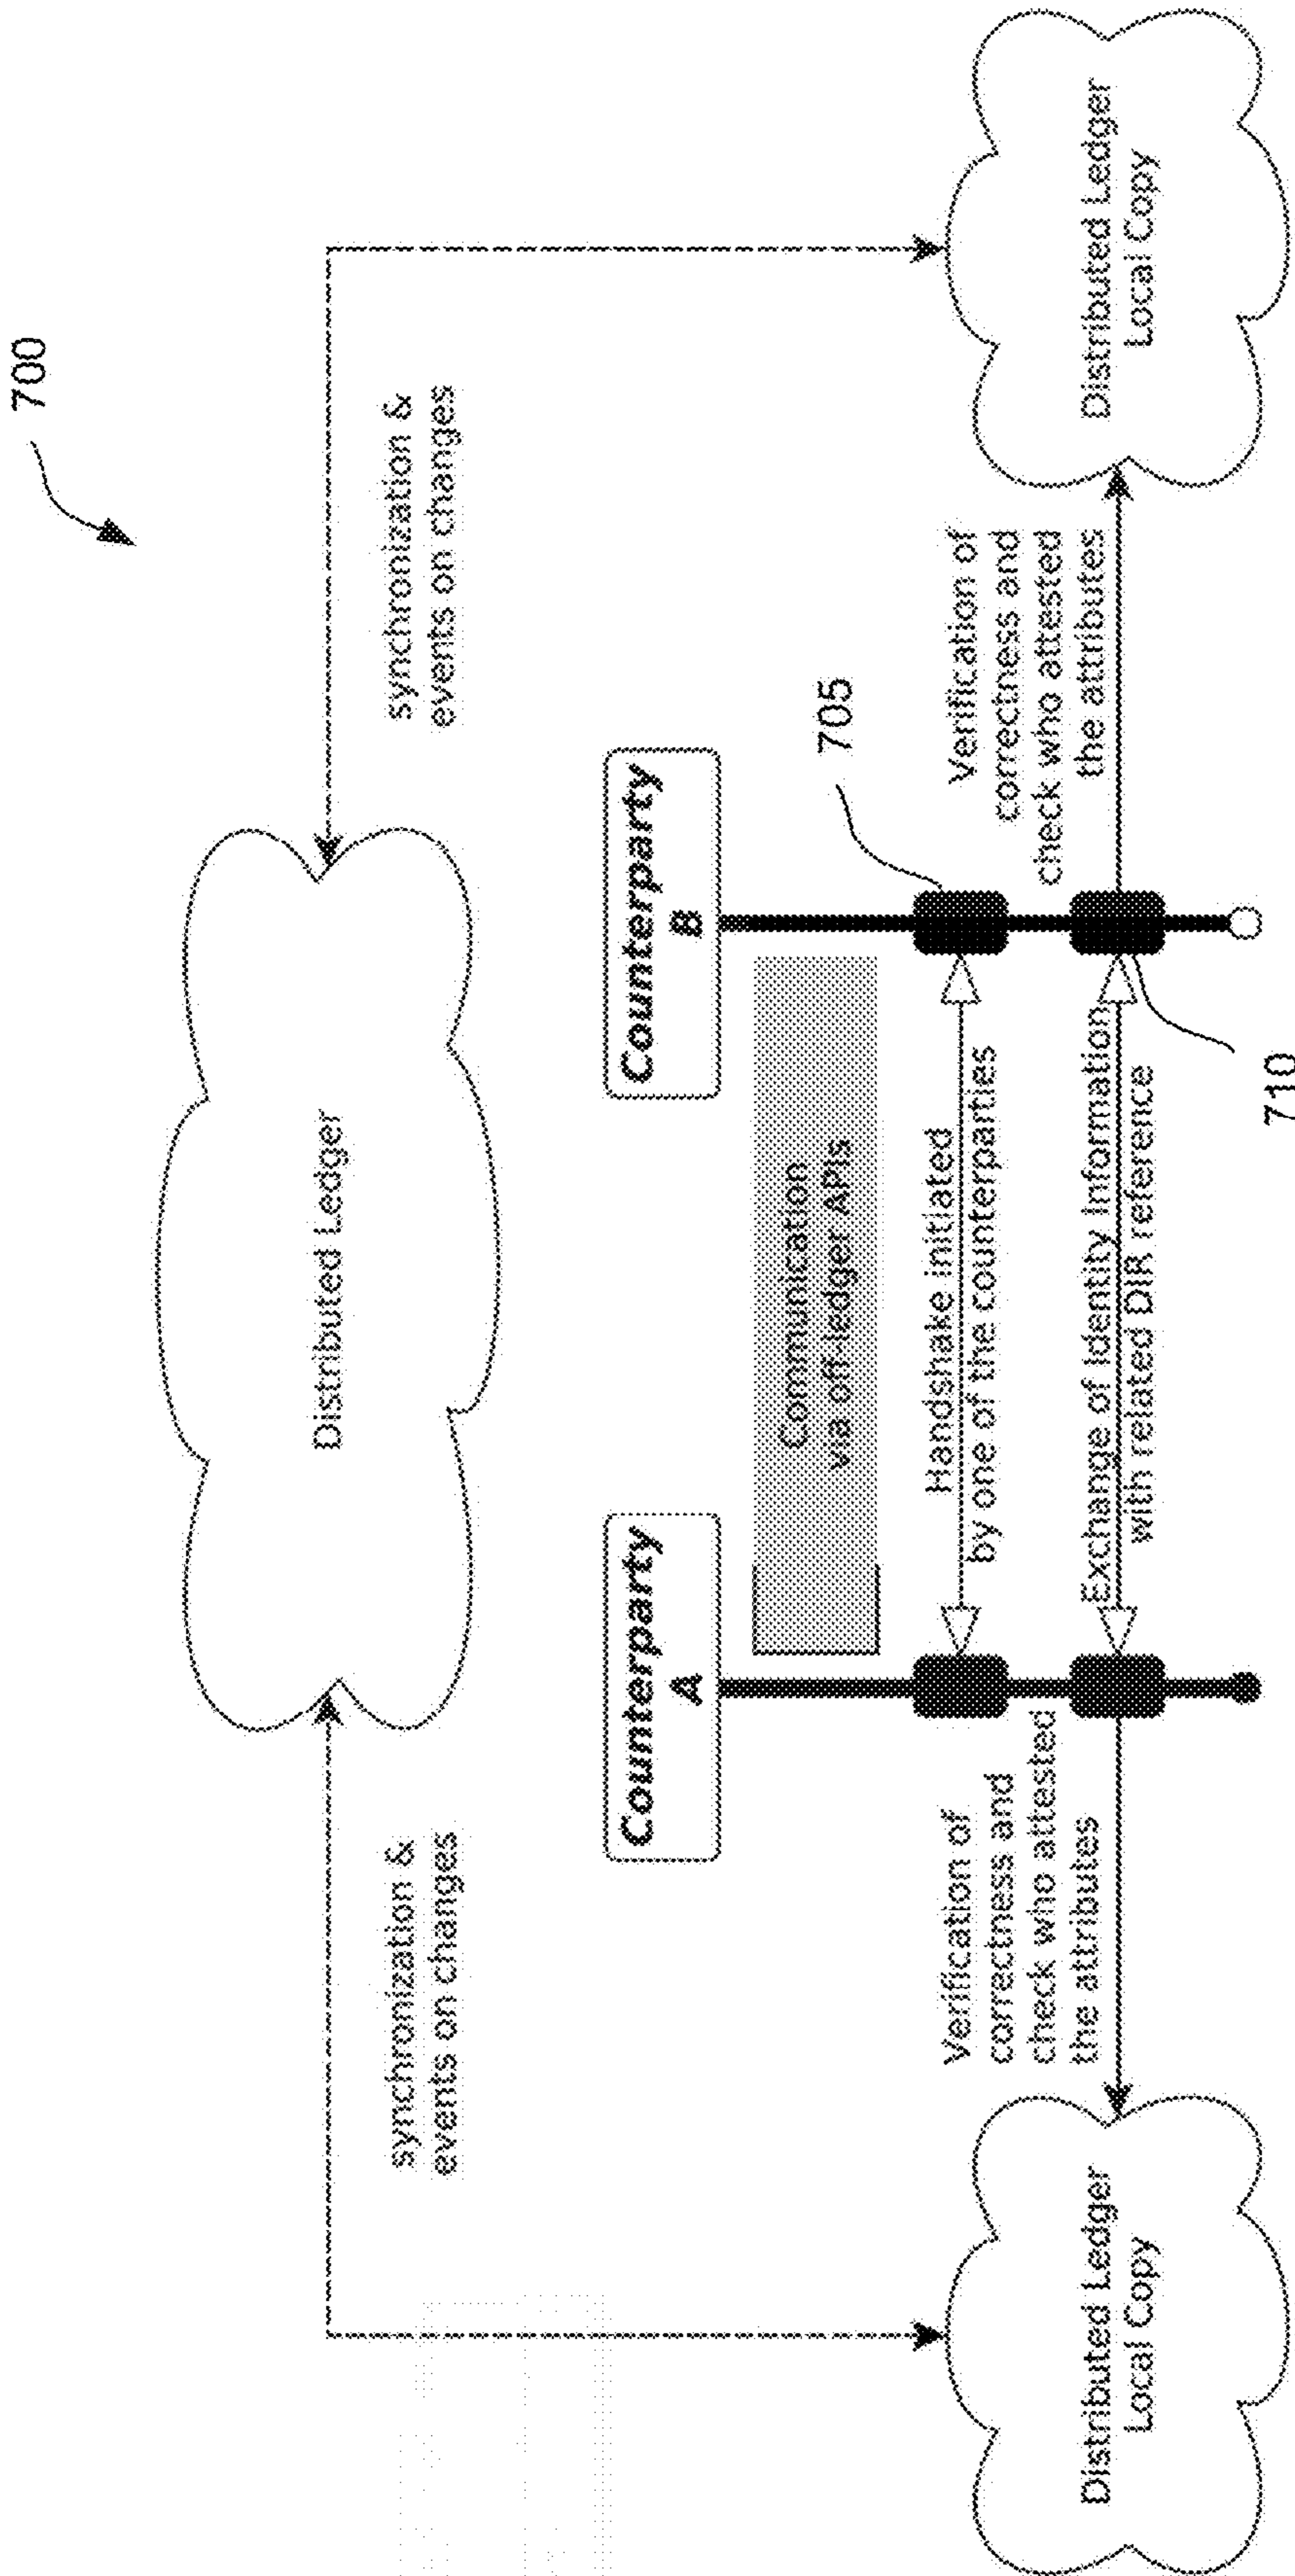 700
Distributed Ledger
synchronization &
events on changes
synchronization &
events on changes
Counterparty
A
Counterparty
B
Communication
via off-ledger APIs
705
Verification of
correctness and
check who attested
the attributes
Handshake initiated
by one of the counterparties
Verification of
correctness and
check who attested
the attributes
Exchange of Identity Information
with related DIR reference
Distributed Ledger
Local Copy
710
Distributed Ledger
Local Copy